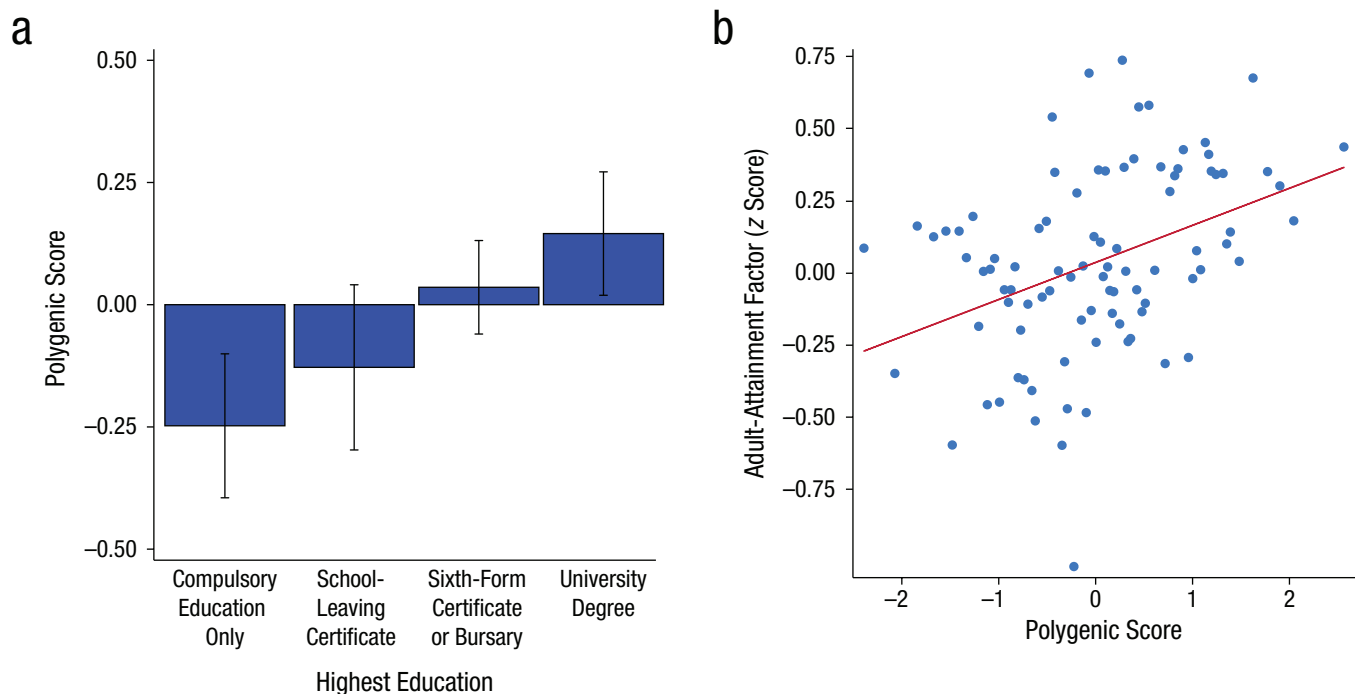 a
0.50
0.25
0.00
–0.25
–0.50
Polygenic Score
Compulsory
Education
Only
School-
Leaving
Certificate
Sixth-Form
Certificate
or Bursary
University
Degree
Highest Education
b
0.75
0.50
0.25
0.00
–0.25
–0.50
–0.75
Adult-Attainment Factor (z Score)
–2
–1
0
1
2
Polygenic Score